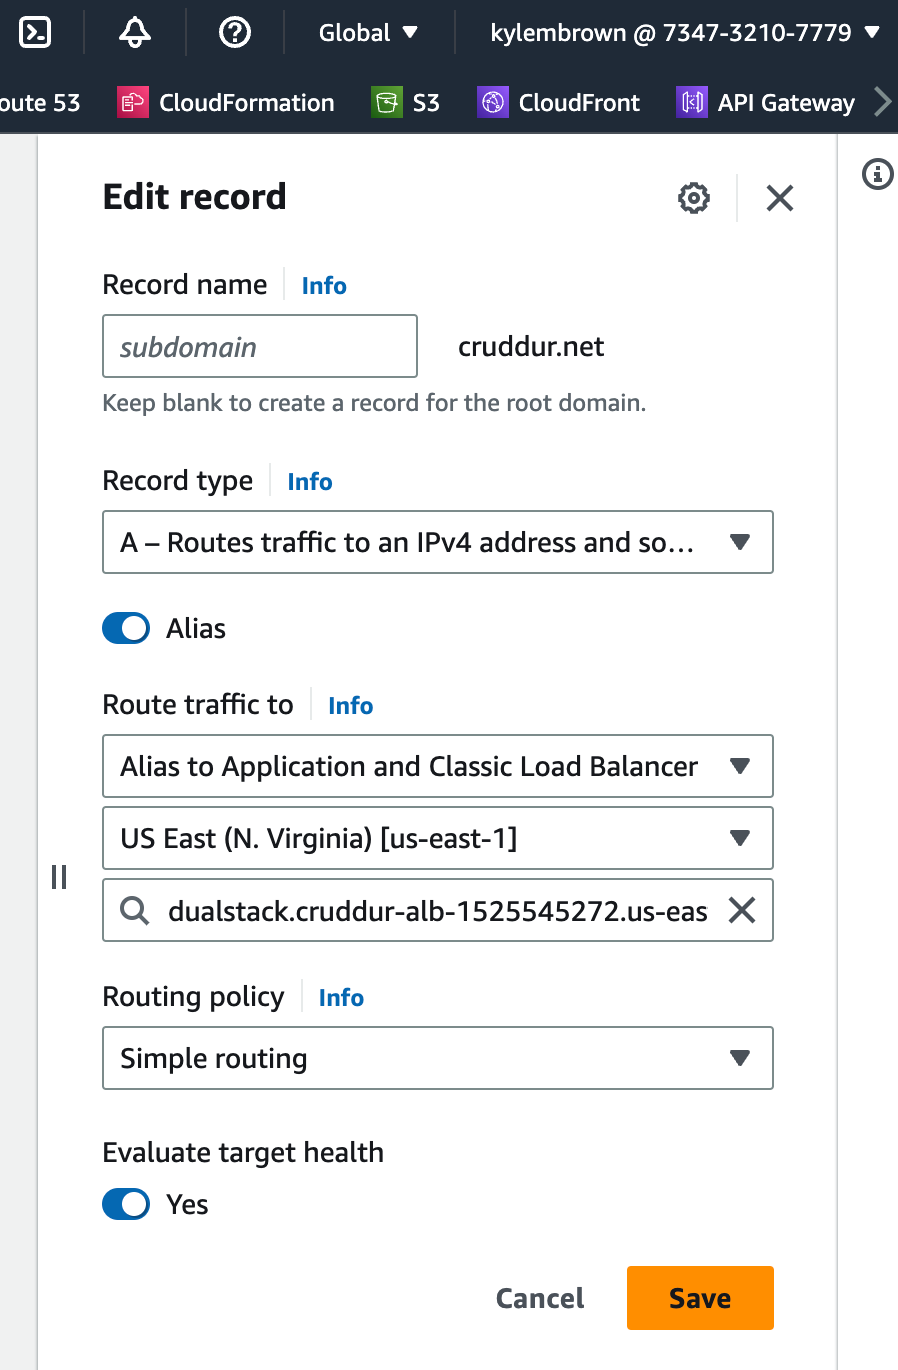 Global
kylembrown @ 7347-3210-7779
oute 53
CloudFormation
S3
CloudFront
API Gateway
Edit record
Record name
Info
subdomain
cruddur.net
Keep blank to create a record for the root domain.
Record type
Info
A – Routes traffic to an IPv4 address and so...
Alias
Route traffic to
Info
Alias to Application and Classic Load Balancer
US East (N. Virginia) [us-east-1]
dualstack.cruddur-alb-1525545272.us-eas
Routing policy
Info
Simple routing
Evaluate target health
Yes
Cancel
Save